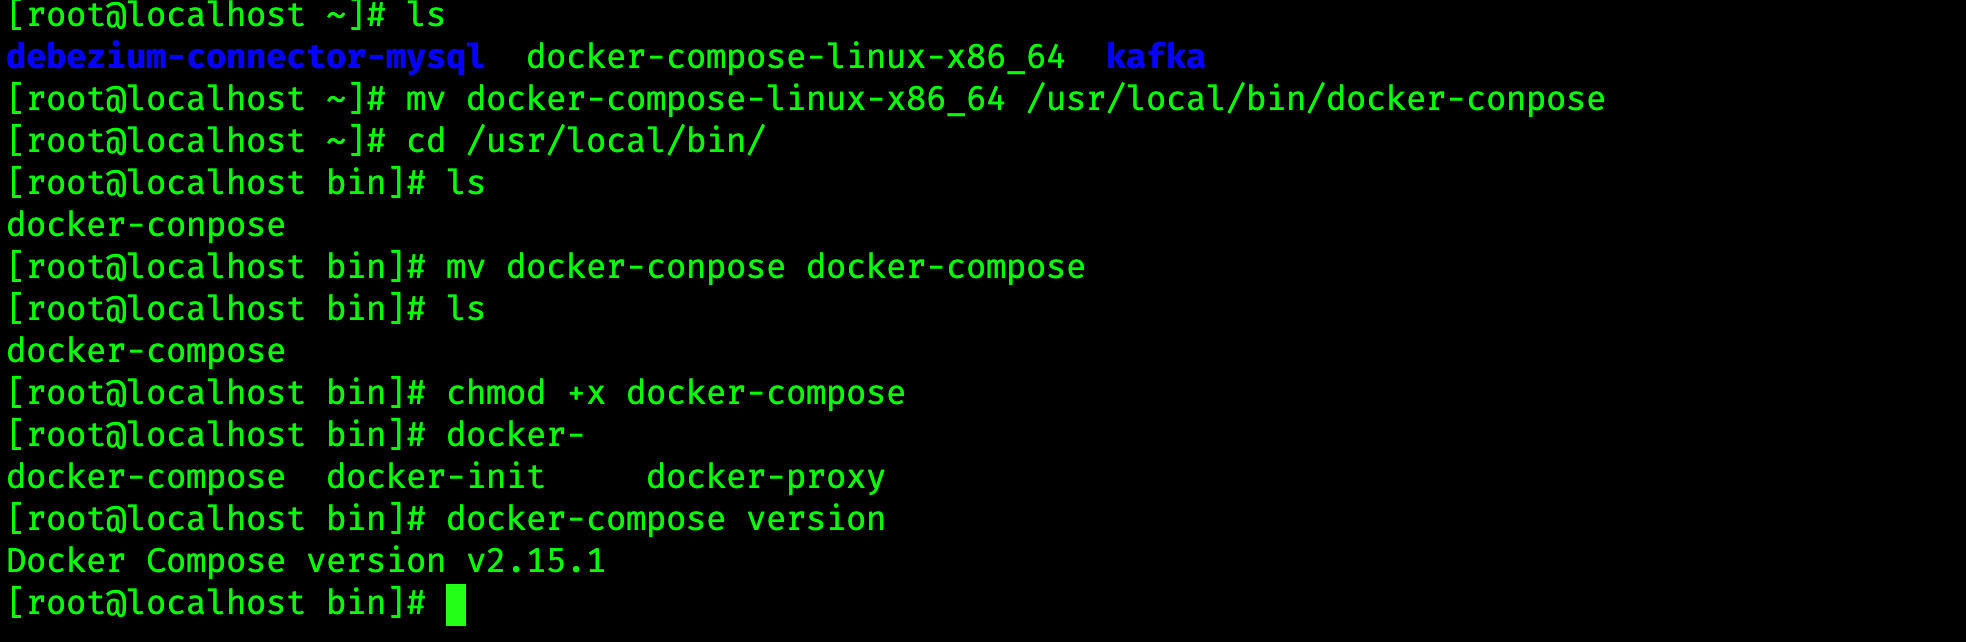 [root@localhost ~]# ls
debezium-connector-mysql  docker-compose-linux-x86_64  kafka
[root@localhost ~]# mv docker-compose-linux-x86_64 /usr/local/bin/docker-conpose
[root@localhost ~]# cd /usr/local/bin/
[root@localhost bin]# ls
docker-conpose
[root@localhost bin]# mv docker-conpose docker-compose
[root@localhost bin]# ls
docker-compose
[root@localhost bin]# chmod +x docker-compose
[root@localhost bin]# docker-
docker-compose  docker-init     docker-proxy
[root@localhost bin]# docker-compose version
Docker Compose version v2.15.1
[root@localhost bin]#